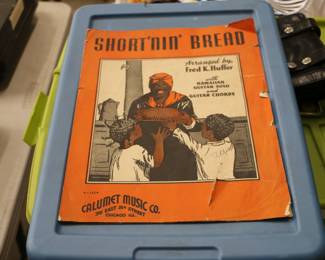 SHORT'NIN' BREAD
Arranged by
Fred K. Huffer
with
HAWAIIAN
GUITAR SOLO
and
GUITAR CHORDS
CALUMET MUSIC CO.
CHICAGO ILL.